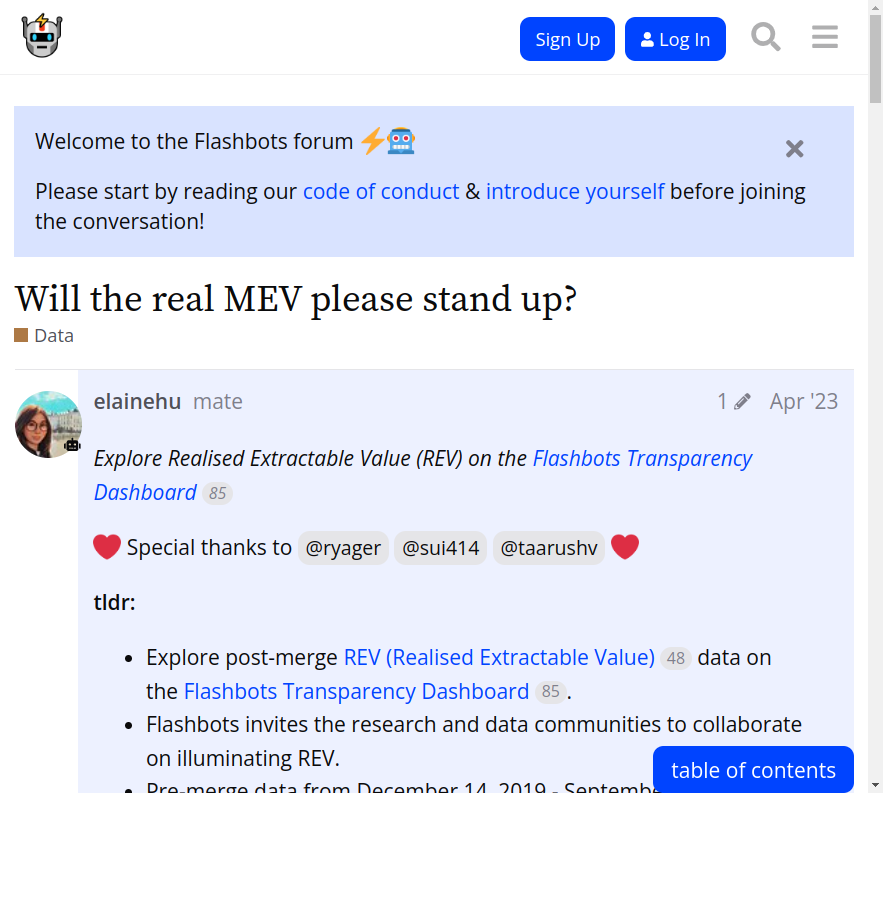 Sign Up
Log In
Welcome to the Flashbots forum
Please start by reading our code of conduct & introduce yourself before joining
the conversation!
Will the real MEV please stand up?
Data
elainehu mate
1
Apr '23
Explore Realised Extractable Value (REV) on the Flashbots Transparency
Dashboard 85
Special thanks to @ryager @sui414 @taarushv
tldr:
• Explore post-merge REV (Realised Extractable Value) 48 data on
the Flashbots Transparency Dashboard 85.
• Flashbots invites the research and data communities to collaborate
on illuminating REV.
• Pre-merge data from December 14, 2019 -
table of contents